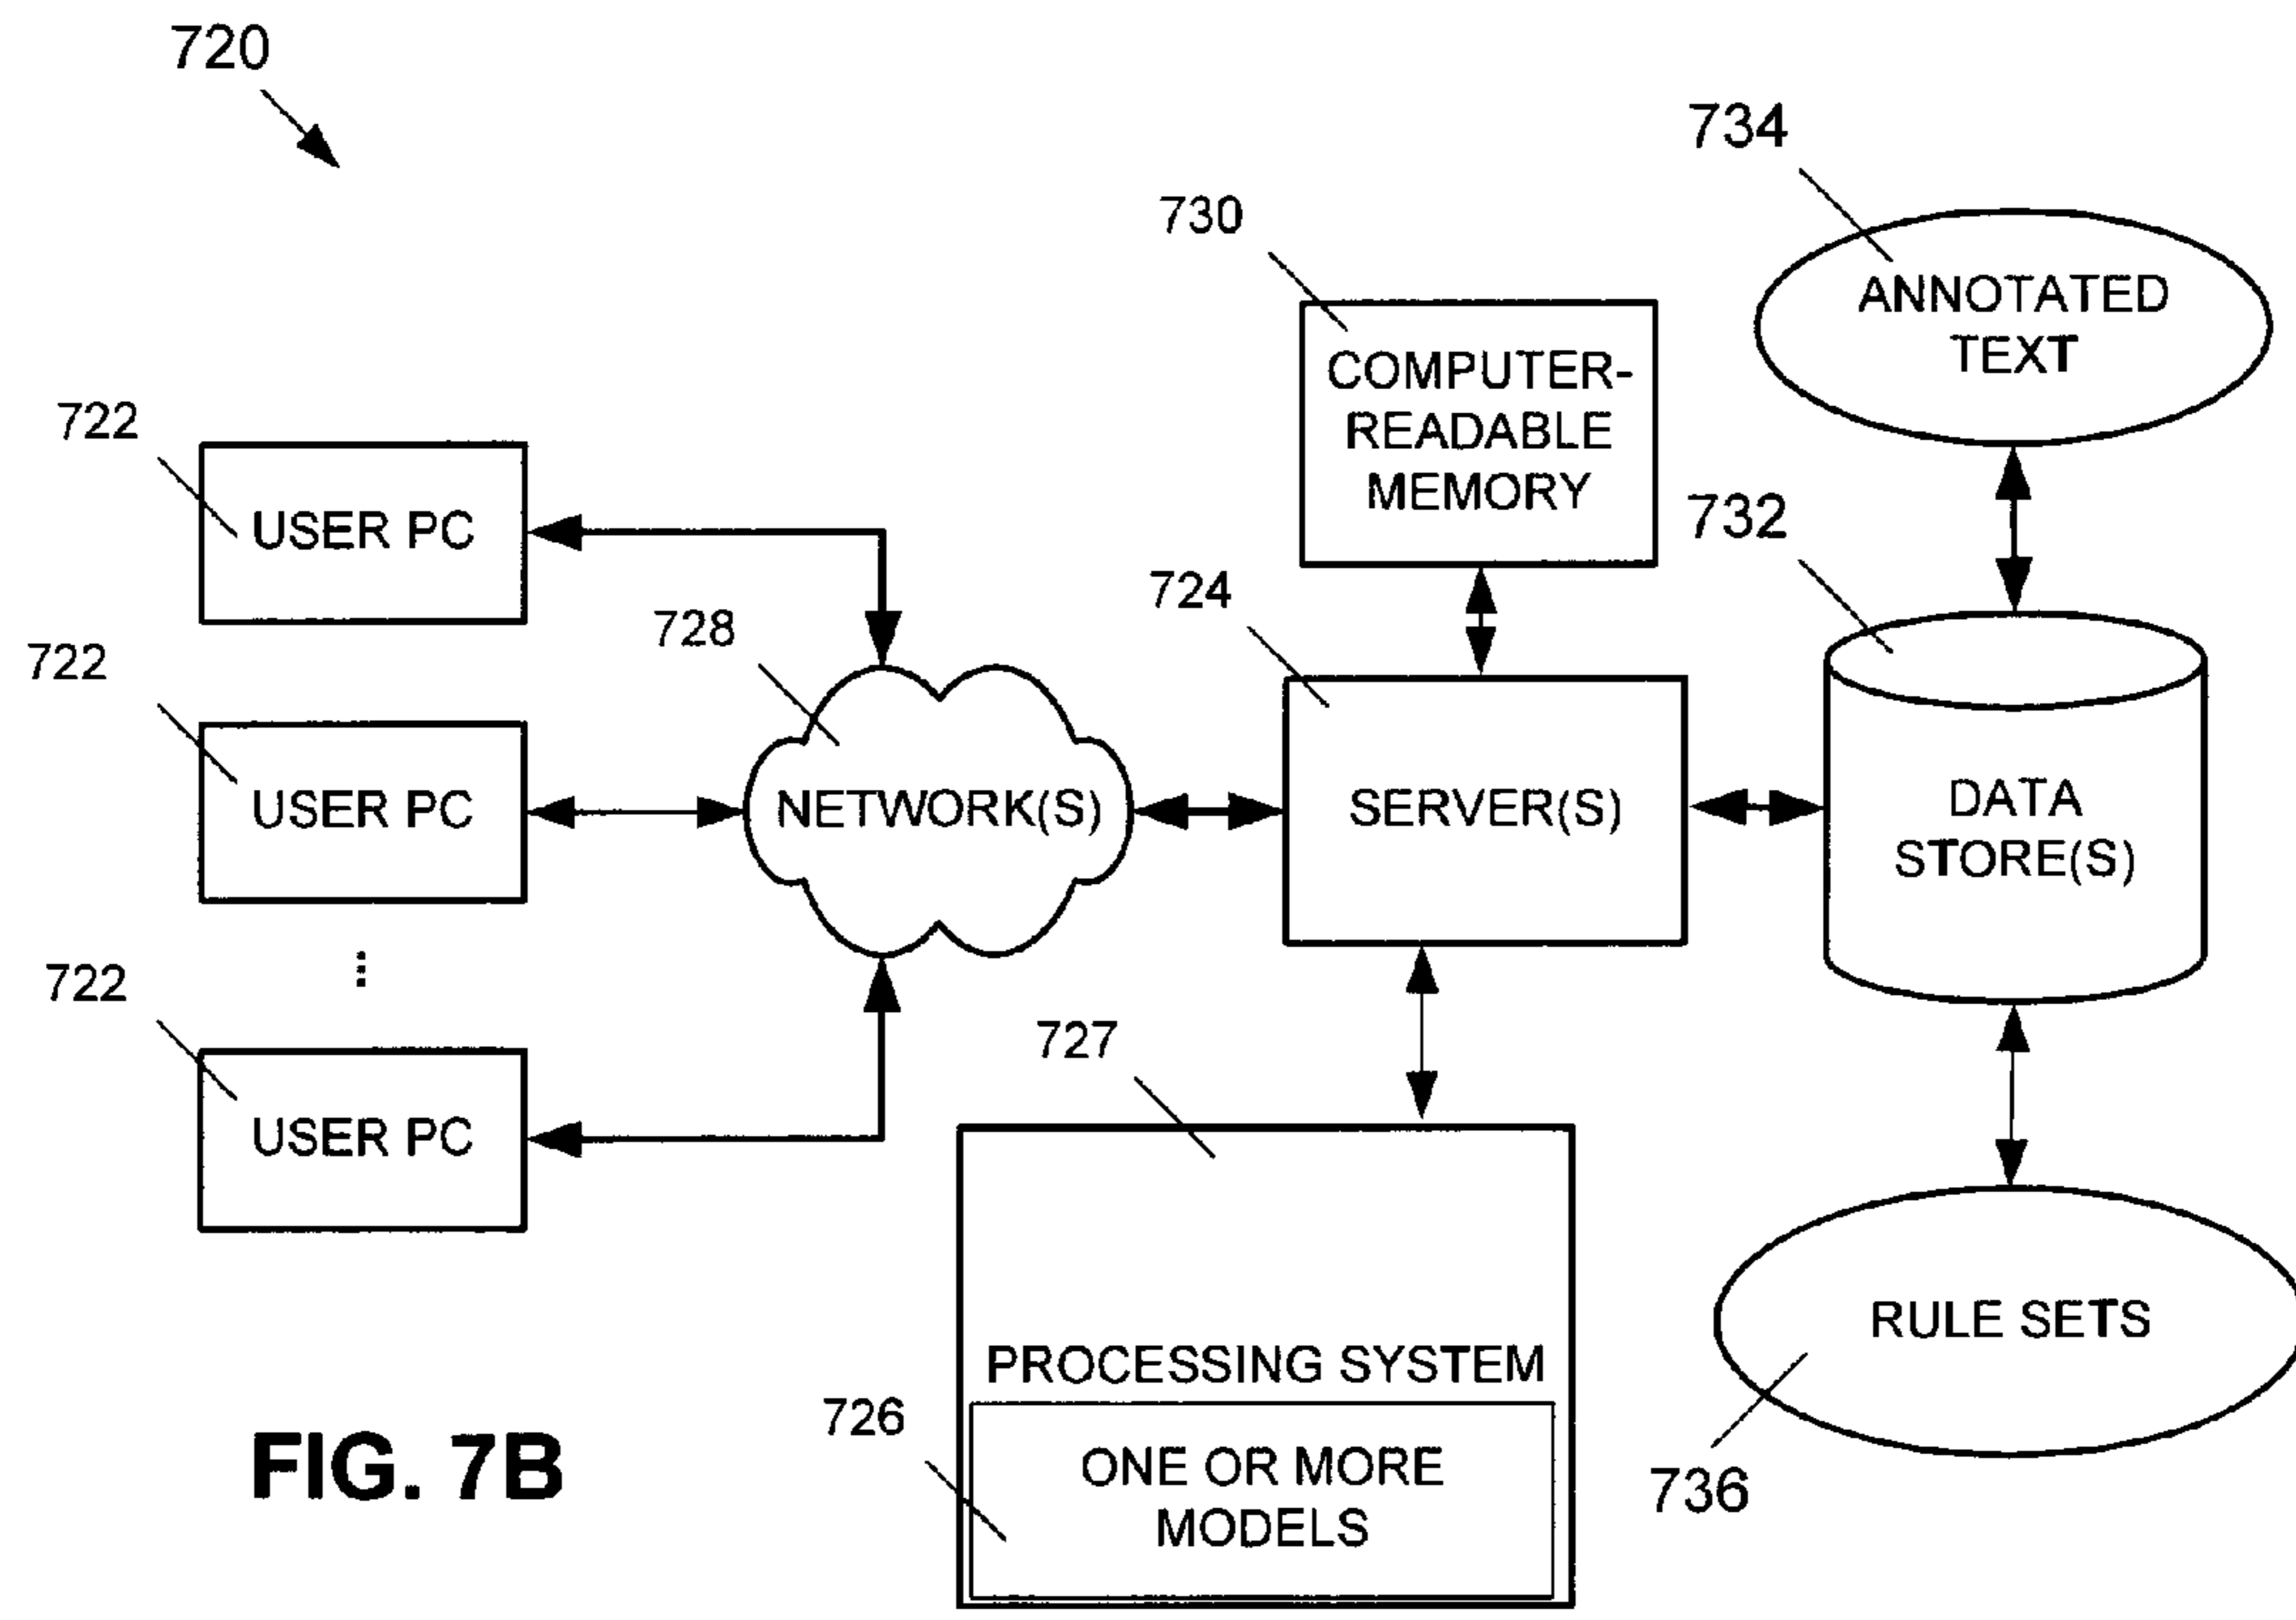 720
734
ANNOTATED
TEXT
730
COMPUTER-
READABLE
MEMORY
722
USER PC
732
724
728
722
USER PC
NETWORK(S)
SERVER(S)
DATA
STORE(S)
722
...
USER PC
727
PROCESSING SYSTEM
726
ONE OR MORE
MODELS
RULE SETS
736
FIG. 7B